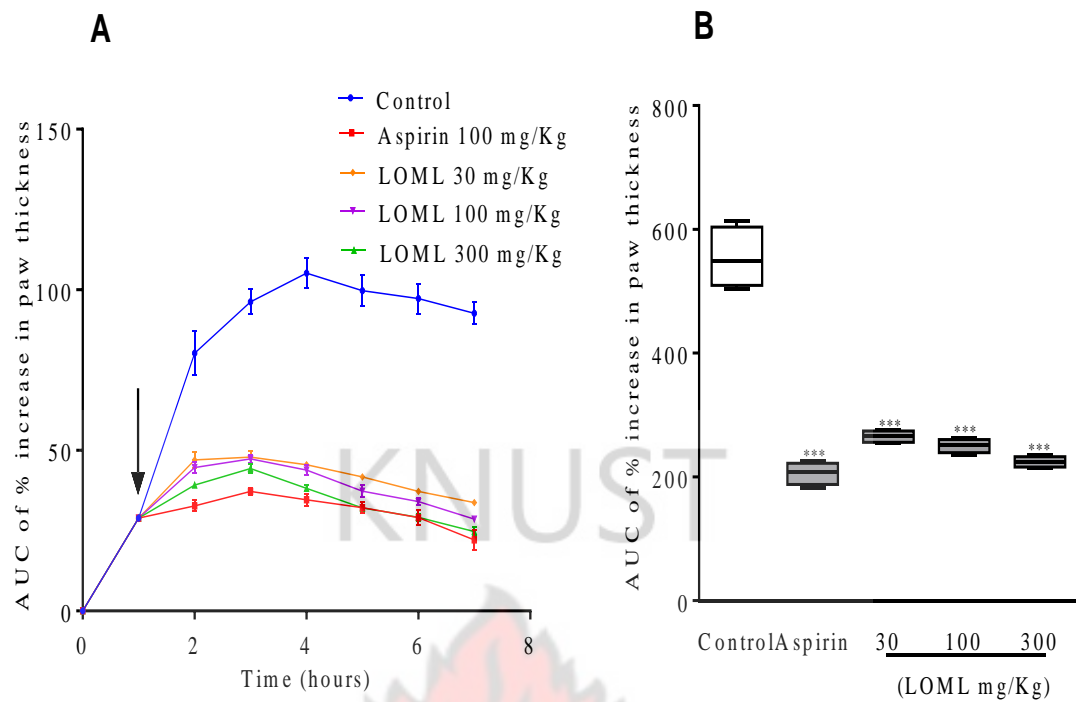 A
Control
Aspirin 100 mg/Kg
LOML 30 mg/Kg
LOML 100 mg/Kg
LOML 300 mg/Kg
AUC of % increase in paw thickness
150
100
50
0
0 2 4 6 8
Time (hours)
B
AUC of % increase in paw thickness
800
600
400
200
0
***
***
***
***
Control Aspirin 30 100 300
(LOML mg/Kg)
KNUST